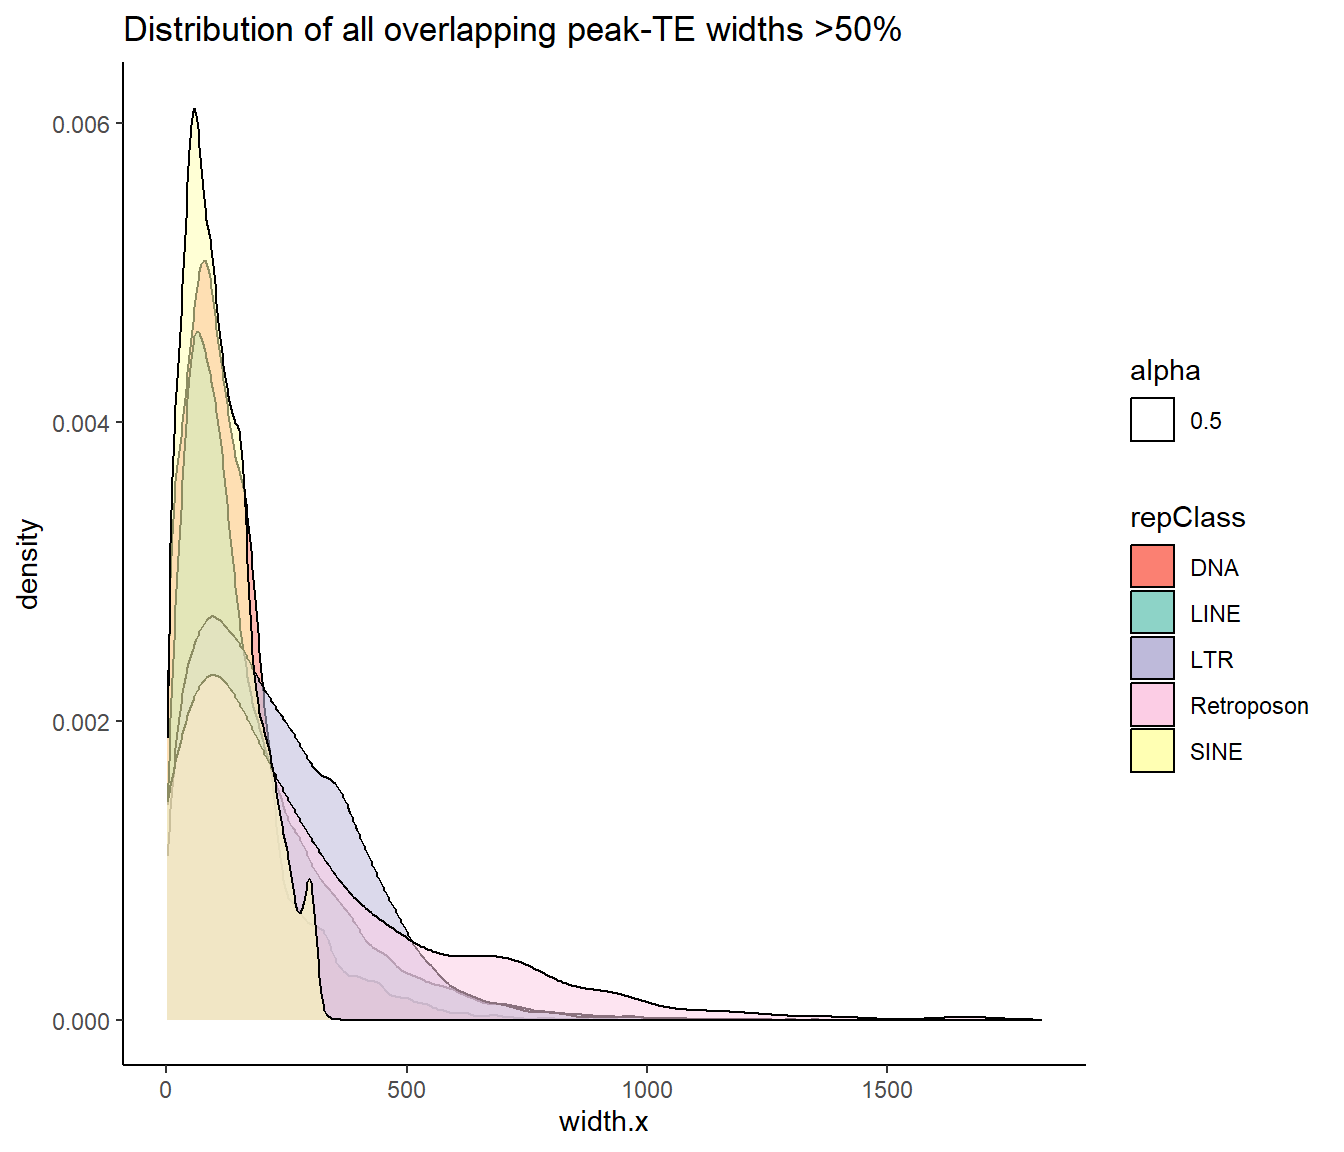 Distribution of all overlapping peak-TE widths >50%
0.006
0.004
0.002
0.000
density
0 500 1000 1500
width.x
alpha
0.5
repClass
DNA
LINE
LTR
Retroposon
SINE